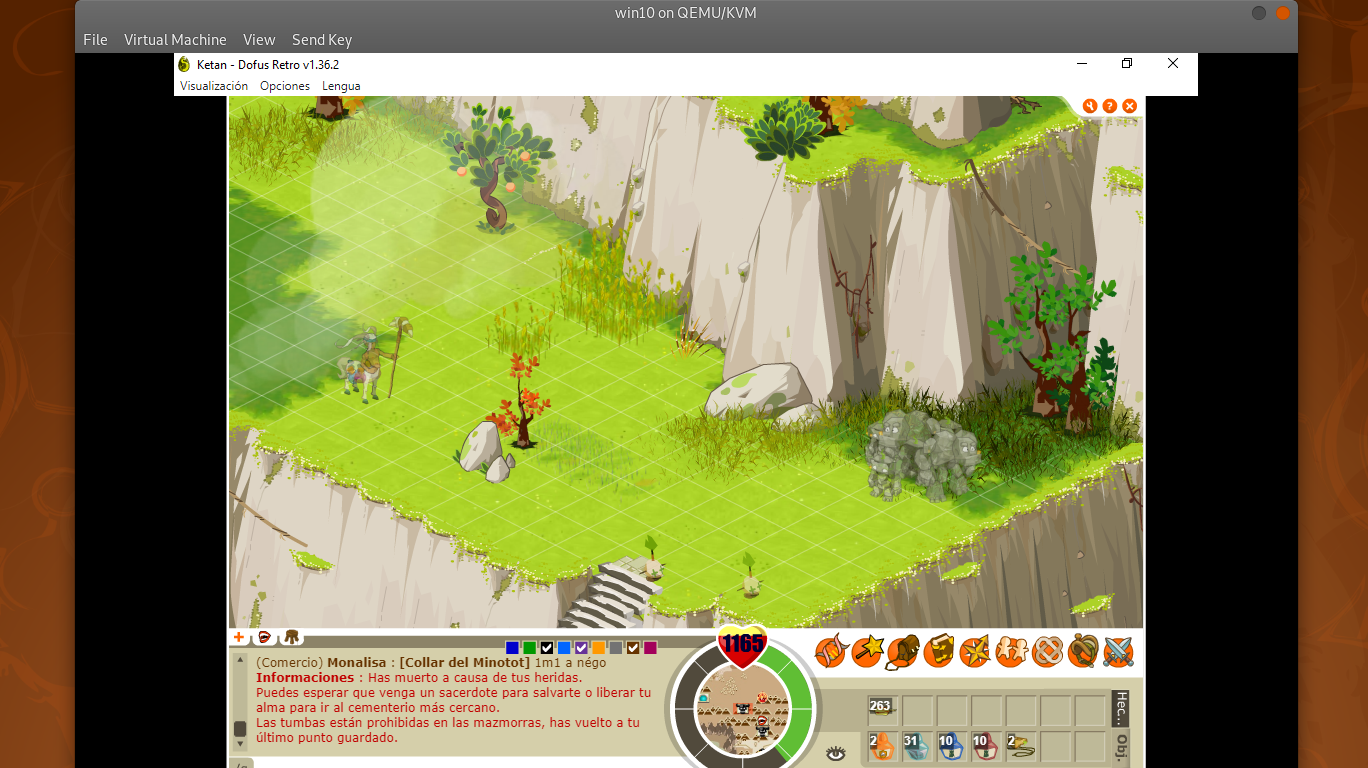 win10 on QEMU/KVM
File Virtual Machine View Send Key
Ketan - Dofus Retro v1.36.2
Visualización Opciones Lengua
(Comercio) Monalisa : [Collar del Minotot] 1m1 a négo
Informaciones : Has muerto a causa de tus heridas.
Puedes esperar que venga un sacerdote para salvarte o liberar tu
alma para ir al cementerio más cercano.
Las tumbas están prohibidas en las mazmorras, has vuelto a tu
último punto guardado.
1165
263
Hec...
2 31 10 10 2
Obj.